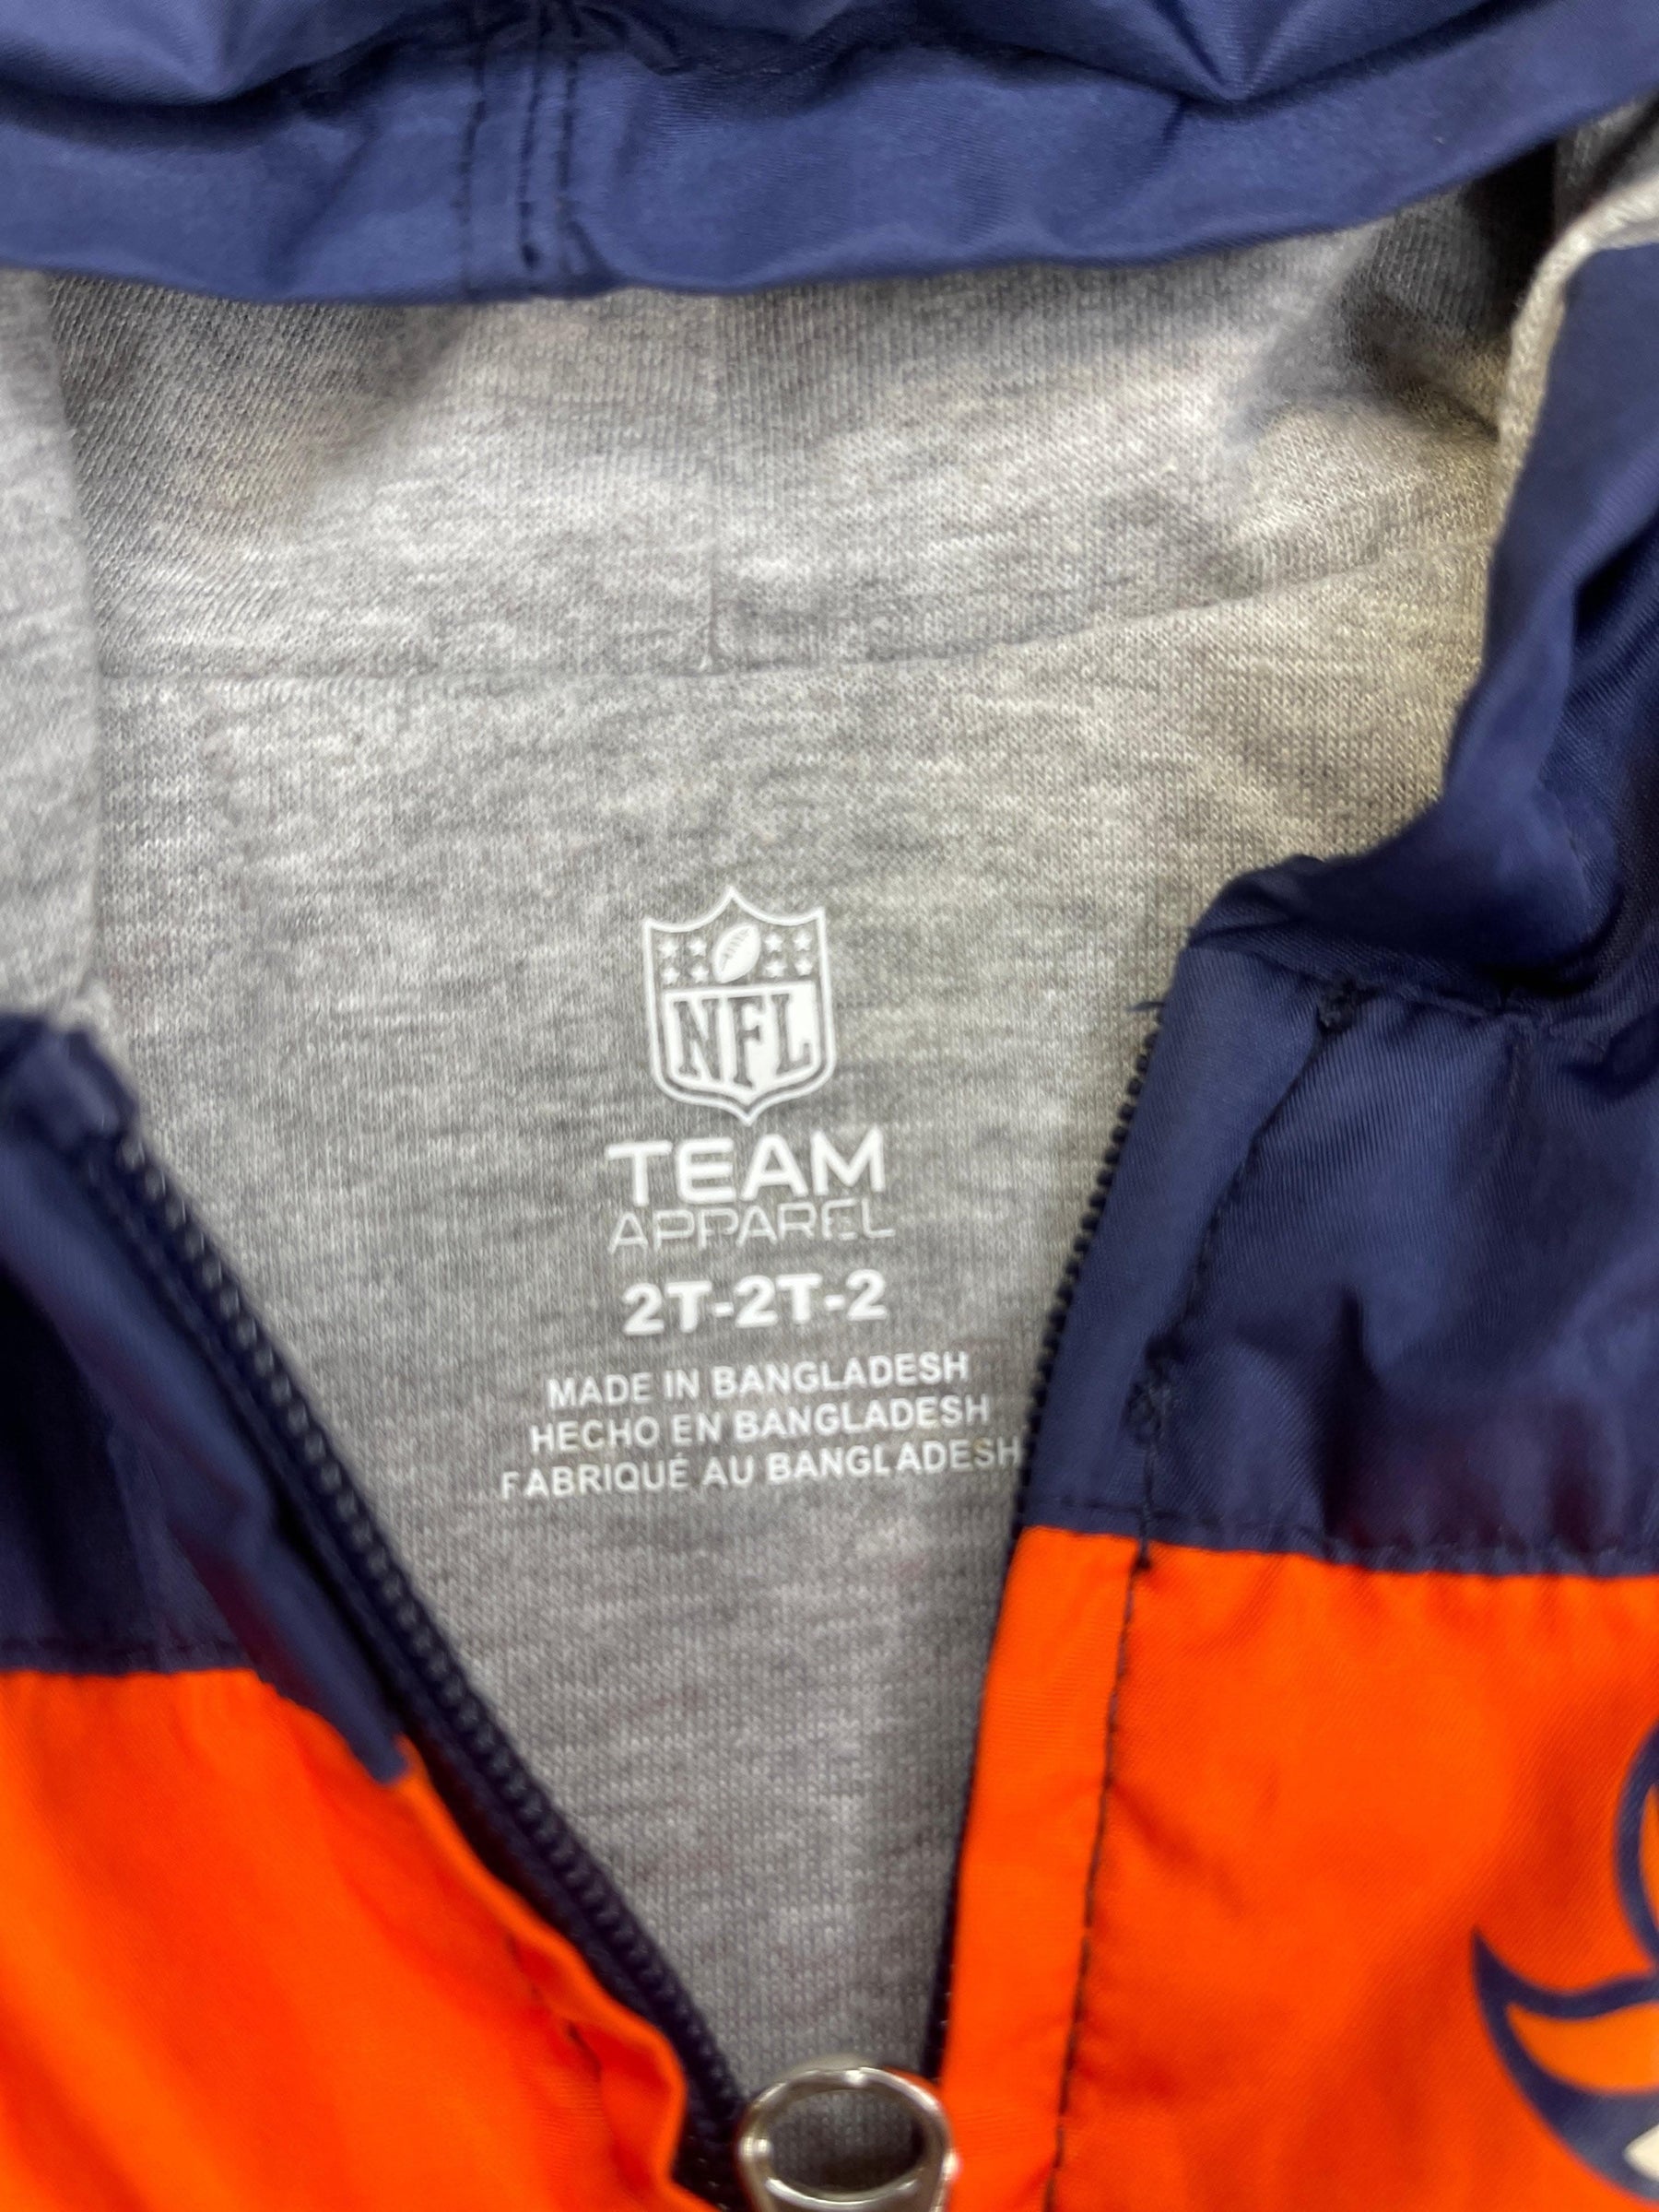 NFL
TEAM
APPAREL
2T-2T-2
MADE IN BANGLADESH
HECHO EN BANGLADESH
FABRIQUÉ AU BANGLADESH